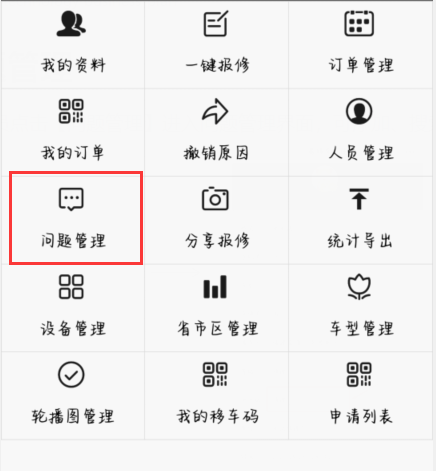 我的资料
一键报修
订单管理
我的订单
撤销原因
人员管理
问题管理
分享报修
统计导出
设备管理
省市区管理
车型管理
轮播图管理
我的移车码
申请列表